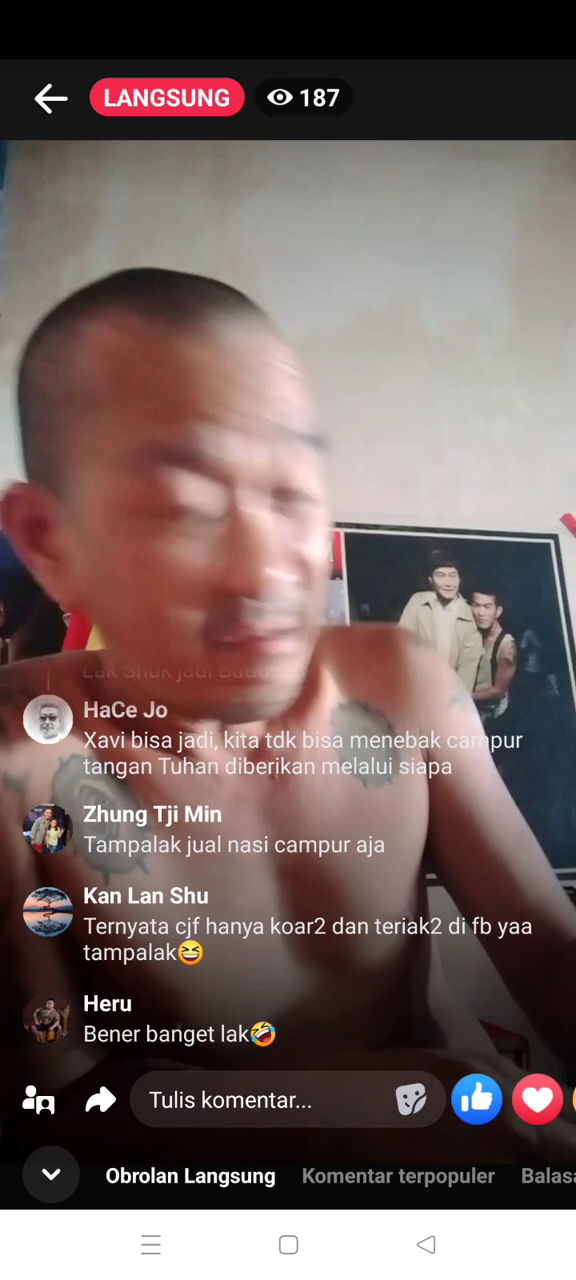 LANGSUNG
187
HaCe Jo
Xavi bisa jadi, kita tdk bisa menebak campur
tangan Tuhan diberikan melalui siapa
Zhung Tji Min
Tampalak jual nasi campur aja
Kan Lan Shu
Ternyata cjf hanya koar2 dan teriak2 di fb yaa
tampalak😆
Heru
Bener banget lak🤣
Tulis komentar...
Obrolan Langsung
Komentar terpopuler
Balasa